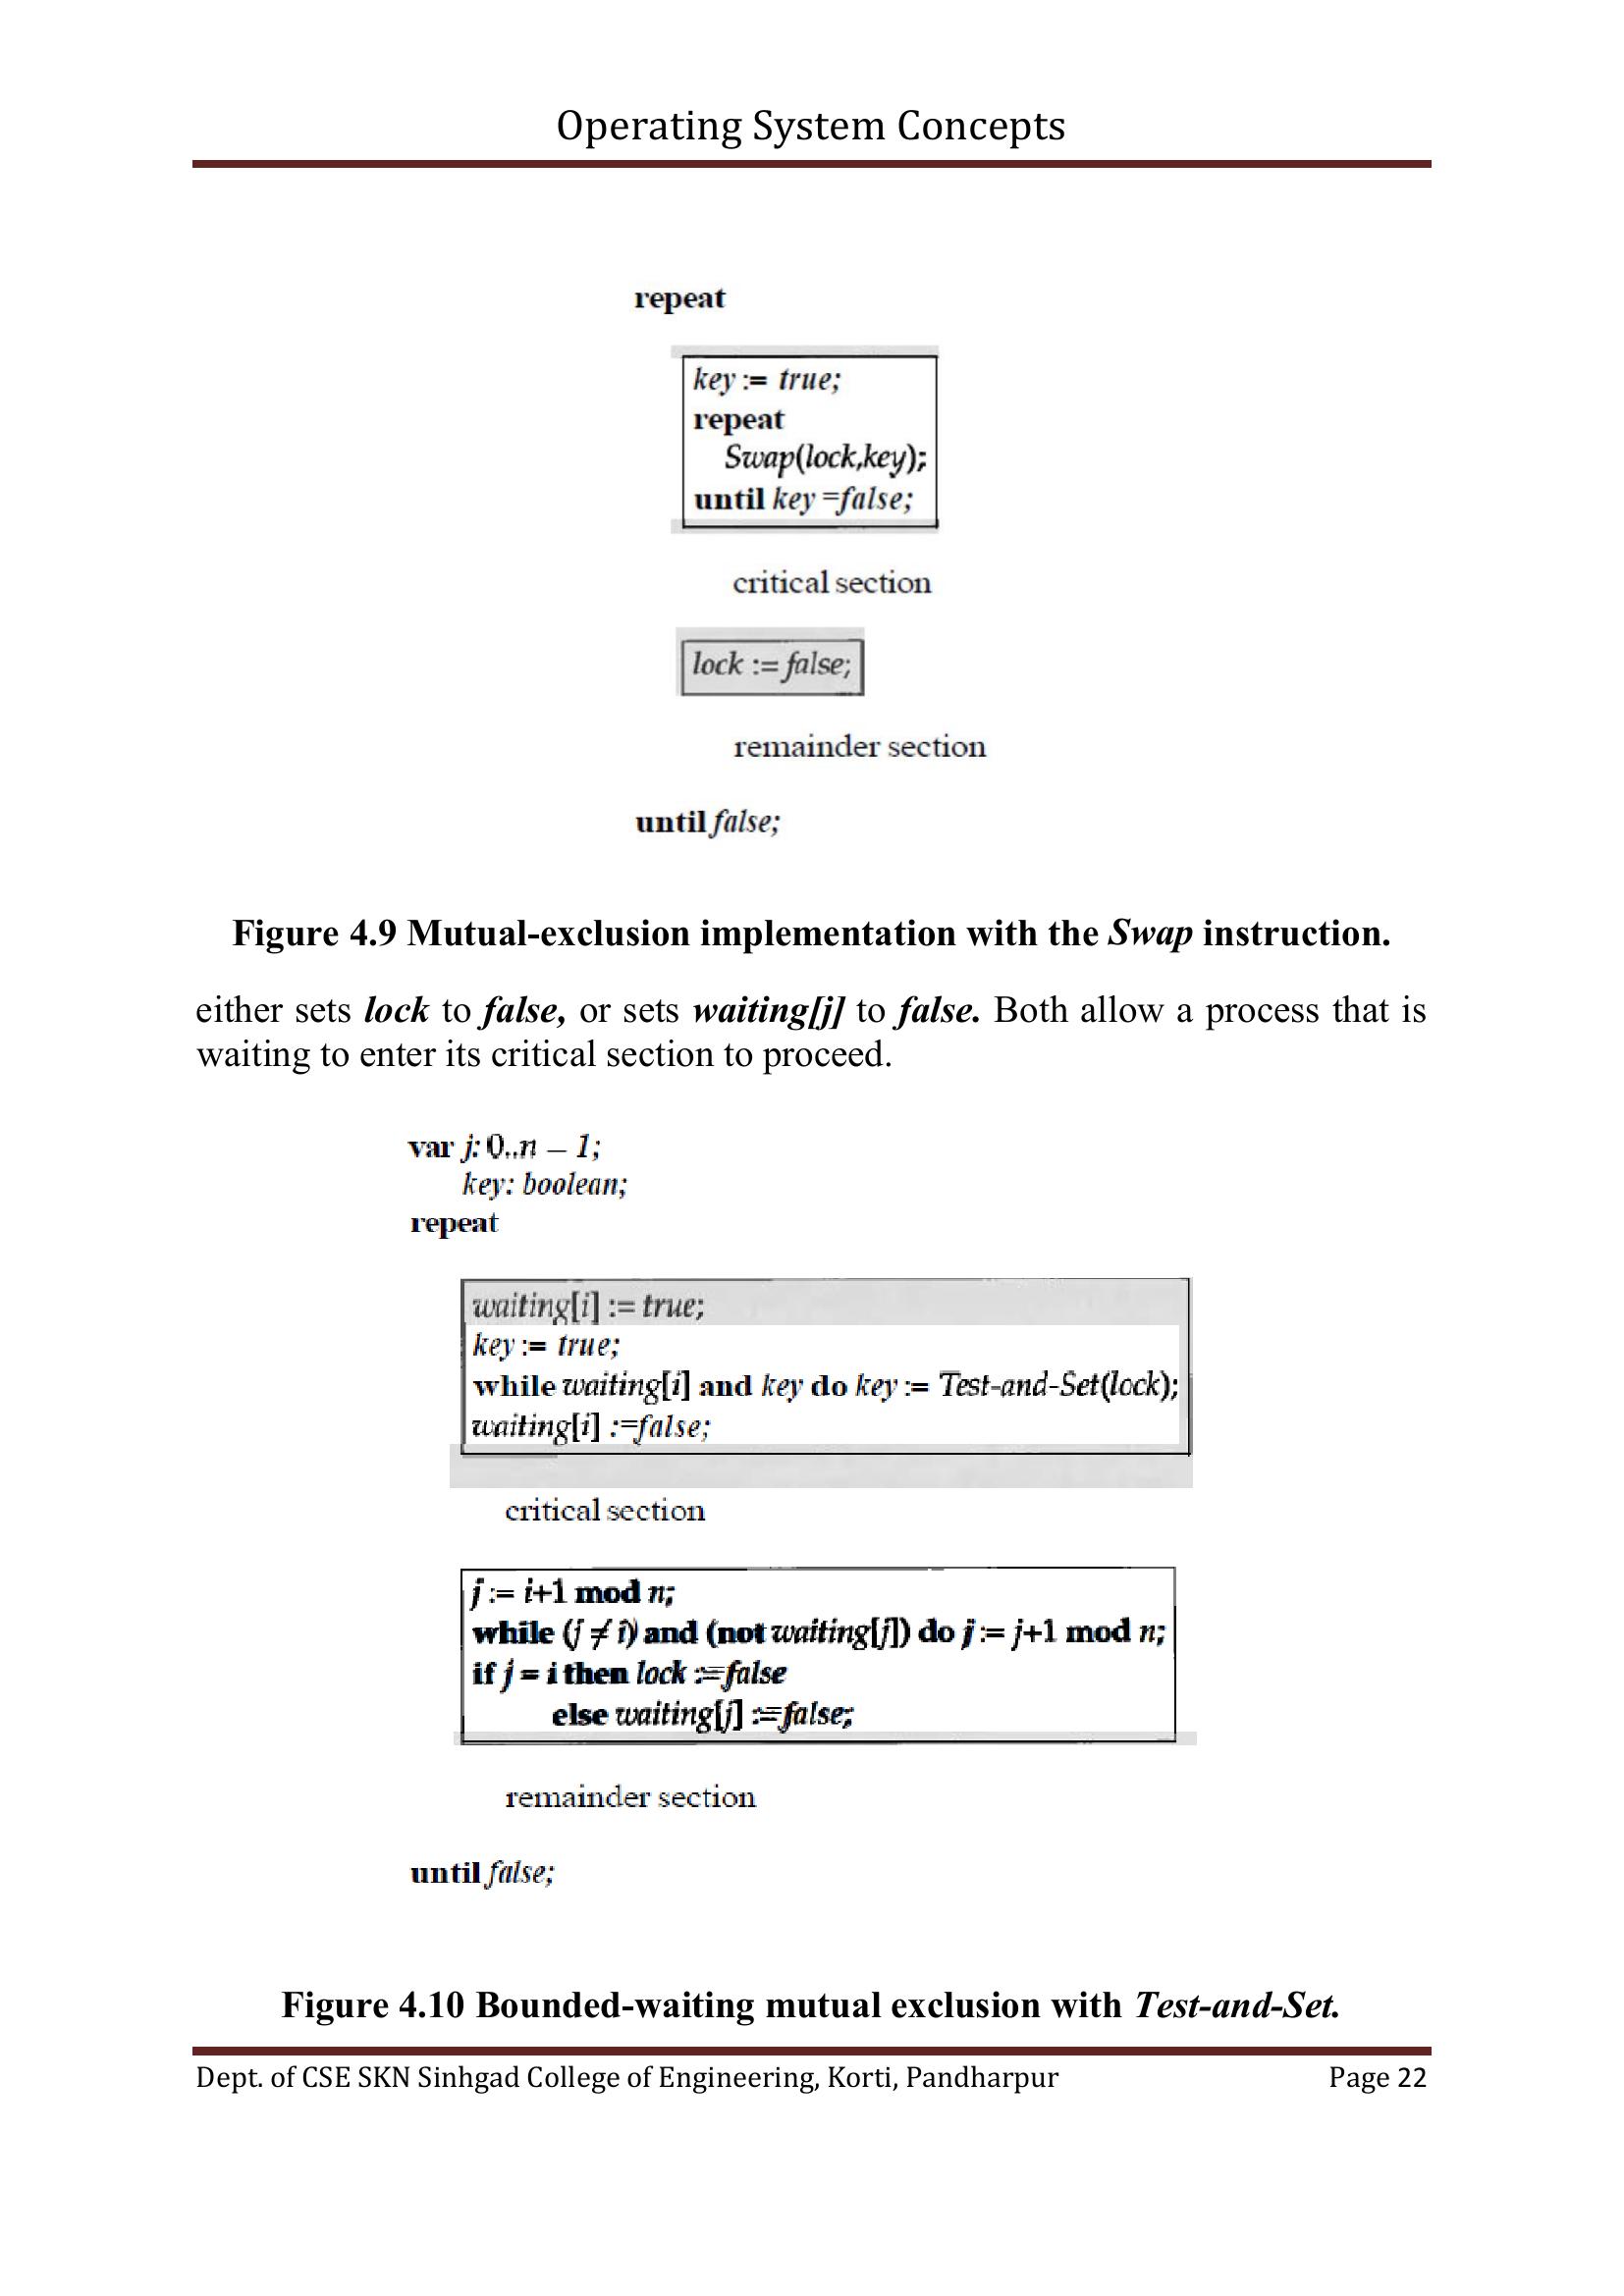 Operating System Concepts
repeat
key := true;
repeat
Swap(lock,key);
until key =false;
critical section
lock := false;
remainder section
until false;
Figure 4.9 Mutual-exclusion implementation with the Swap instruction.
either sets lock to false, or sets waiting[j] to false. Both allow a process that is
waiting to enter its critical section to proceed.
var j: 0..n – 1;
key: boolean;
repeat
waiting[i] := true;
key := true;
while waiting[i] and key do key := Test-and-Set(lock);
waiting[i] :=false;
critical section
j := i+1 mod n;
while (j ≠ i) and (not waiting[j]) do j := j+1 mod n;
if j = i then lock :=false
else waiting[j] :=false;
remainder section
until false;
Figure 4.10 Bounded-waiting mutual exclusion with Test-and-Set.
Dept. of CSE SKN Sinhgad College of Engineering, Korti, Pandharpur Page 22